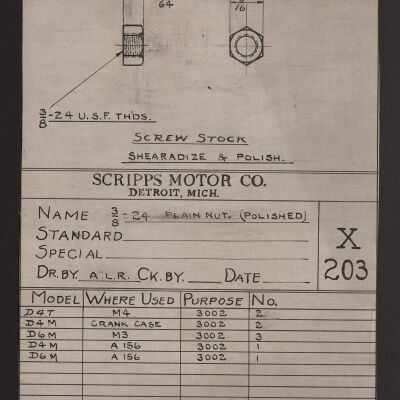 64
16
3/8 - 24 U.S.F. TH'DS.
SCREW STOCK
SHEARADIZE & POLISH.
SCRIPPS MOTOR CO.
DETROIT, MICH.
NAME 3/8 - 24 PLAIN NUT. (POLISHED)
STANDARD
SPECIAL
DR. BY A.L.R. CK. BY DATE
X
203
MODEL WHERE USED PURPOSE NO.
D4T M4 3002 2
D4M CRANK CASE 3002 2
D6M M3 3002 3
D4M A 156 3002 1
D6M A 156 3002 1